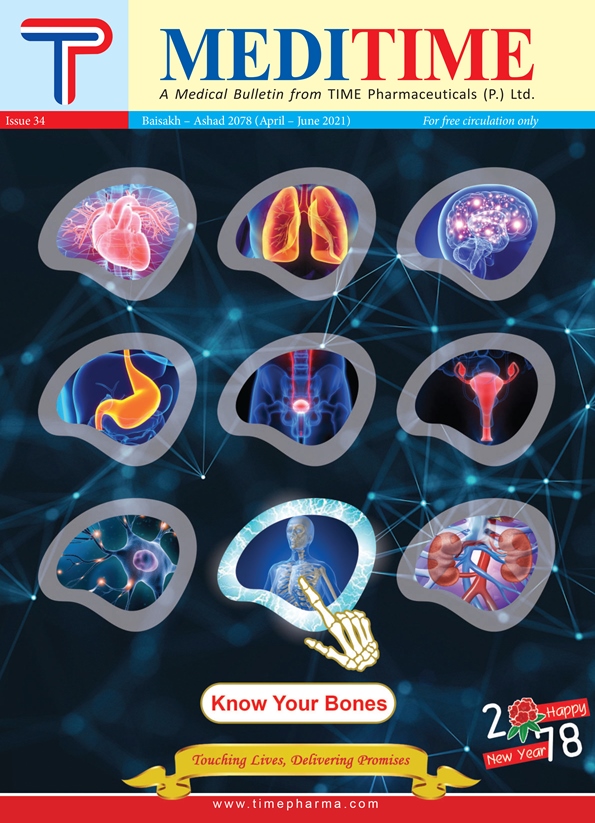 TP
MEDITIME
A Medical Bulletin from TIME Pharmaceuticals (P.) Ltd.
Issue 34
Baisakh – Ashad 2078 (April – June 2021)
For free circulation only
Know Your Bones
2078
Happy
New Year
Touching Lives, Delivering Promises
www.timepharma.com